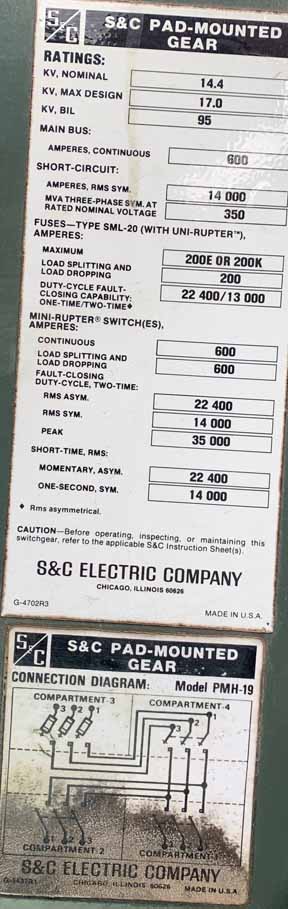 S&C S&C PAD-MOUNTED
GEAR
RATINGS:
KV, NOMINAL 14.4
KV, MAX DESIGN 17.0
KV, BIL 95
MAIN BUS:
AMPERES, CONTINUOUS 600
SHORT-CIRCUIT:
AMPERES, RMS SYM. 14 000
MVA THREE-PHASE SYM. AT
RATED NOMINAL VOLTAGE 350
FUSES—TYPE SML-20 (WITH UNI-RUPTER™),
AMPERES:
MAXIMUM 200E OR 200K
LOAD SPLITTING AND
LOAD DROPPING 200
DUTY-CYCLE FAULT-
CLOSING CAPABILITY:
ONE-TIME/TWO-TIME♦ 22 400/13 000
MINI-RUPTER® SWITCH(ES),
AMPERES:
CONTINUOUS 600
LOAD SPLITTING AND
LOAD DROPPING 600
FAULT-CLOSING
DUTY-CYCLE, TWO-TIME:
RMS ASYM. 22 400
RMS SYM. 14 000
PEAK 35 000
SHORT-TIME, RMS:
MOMENTARY, ASYM. 22 400
ONE-SECOND, SYM. 14 000
♦ Rms asymmetrical.
CAUTION—Before operating, inspecting, or maintaining this
switchgear, refer to the applicable S&C Instruction Sheet(s).
S&C ELECTRIC COMPANY
CHICAGO, ILLINOIS 60626
G-4702R3 MADE IN U.S.A.
S&C S&C PAD-MOUNTED
GEAR
CONNECTION DIAGRAM: Model PMH-19
COMPARTMENT-3 COMPARTMENT-4
3 2 1 3 2 1
1 2 3
COMPARTMENT-2 COMPARTMENT-1
S&C ELECTRIC COMPANY
CHICAGO, ILLINOIS 60626 MADE IN U.S.A.